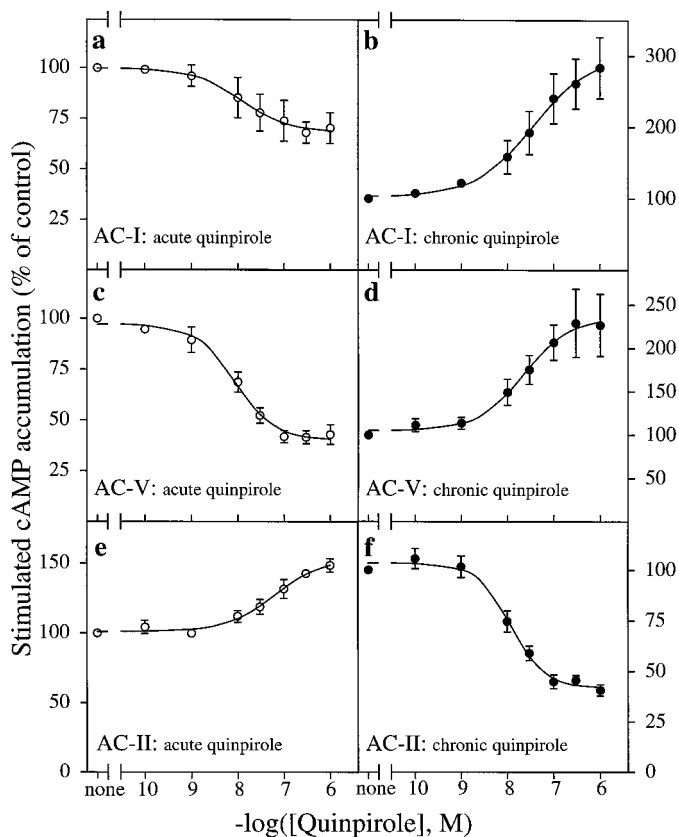 Stimulated cAMP accumulation (% of control)
a
100
75
50
25
AC-I: acute quinpirole
b
300
200
100
AC-I: chronic quinpirole
c
100
75
50
25
AC-V: acute quinpirole
d
250
200
150
100
50
AC-V: chronic quinpirole
e
150
100
50
0
AC-II: acute quinpirole
f
100
75
50
25
0
AC-II: chronic quinpirole
none 10 9 8 7 6
none 10 9 8 7 6
-log([Quinpirole], M)